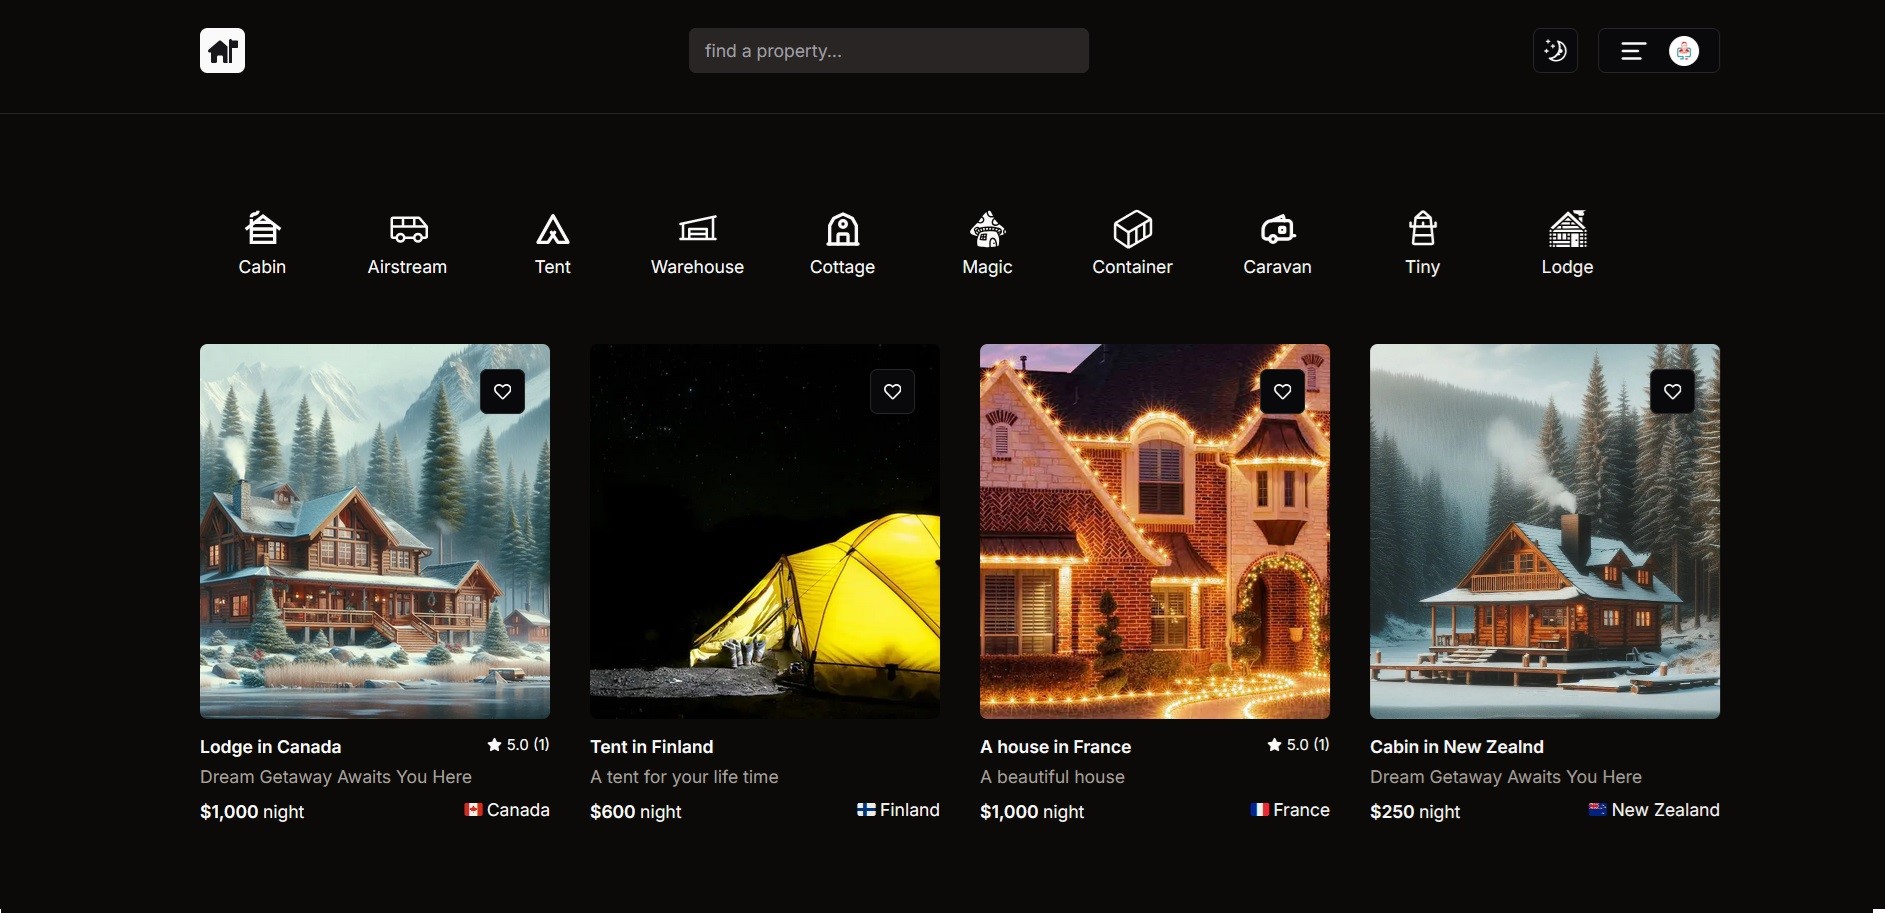 find a property...
Cabin
Airstream
Tent
Warehouse
Cottage
Magic
Container
Caravan
Tiny
Lodge
Lodge in Canada
5.0 (1)
Dream Getaway Awaits You Here
$1,000 night
Canada
Tent in Finland
A tent for your life time
$600 night
Finland
A house in France
5.0 (1)
A beautiful house
$1,000 night
France
Cabin in New Zealnd
Dream Getaway Awaits You Here
$250 night
New Zealand